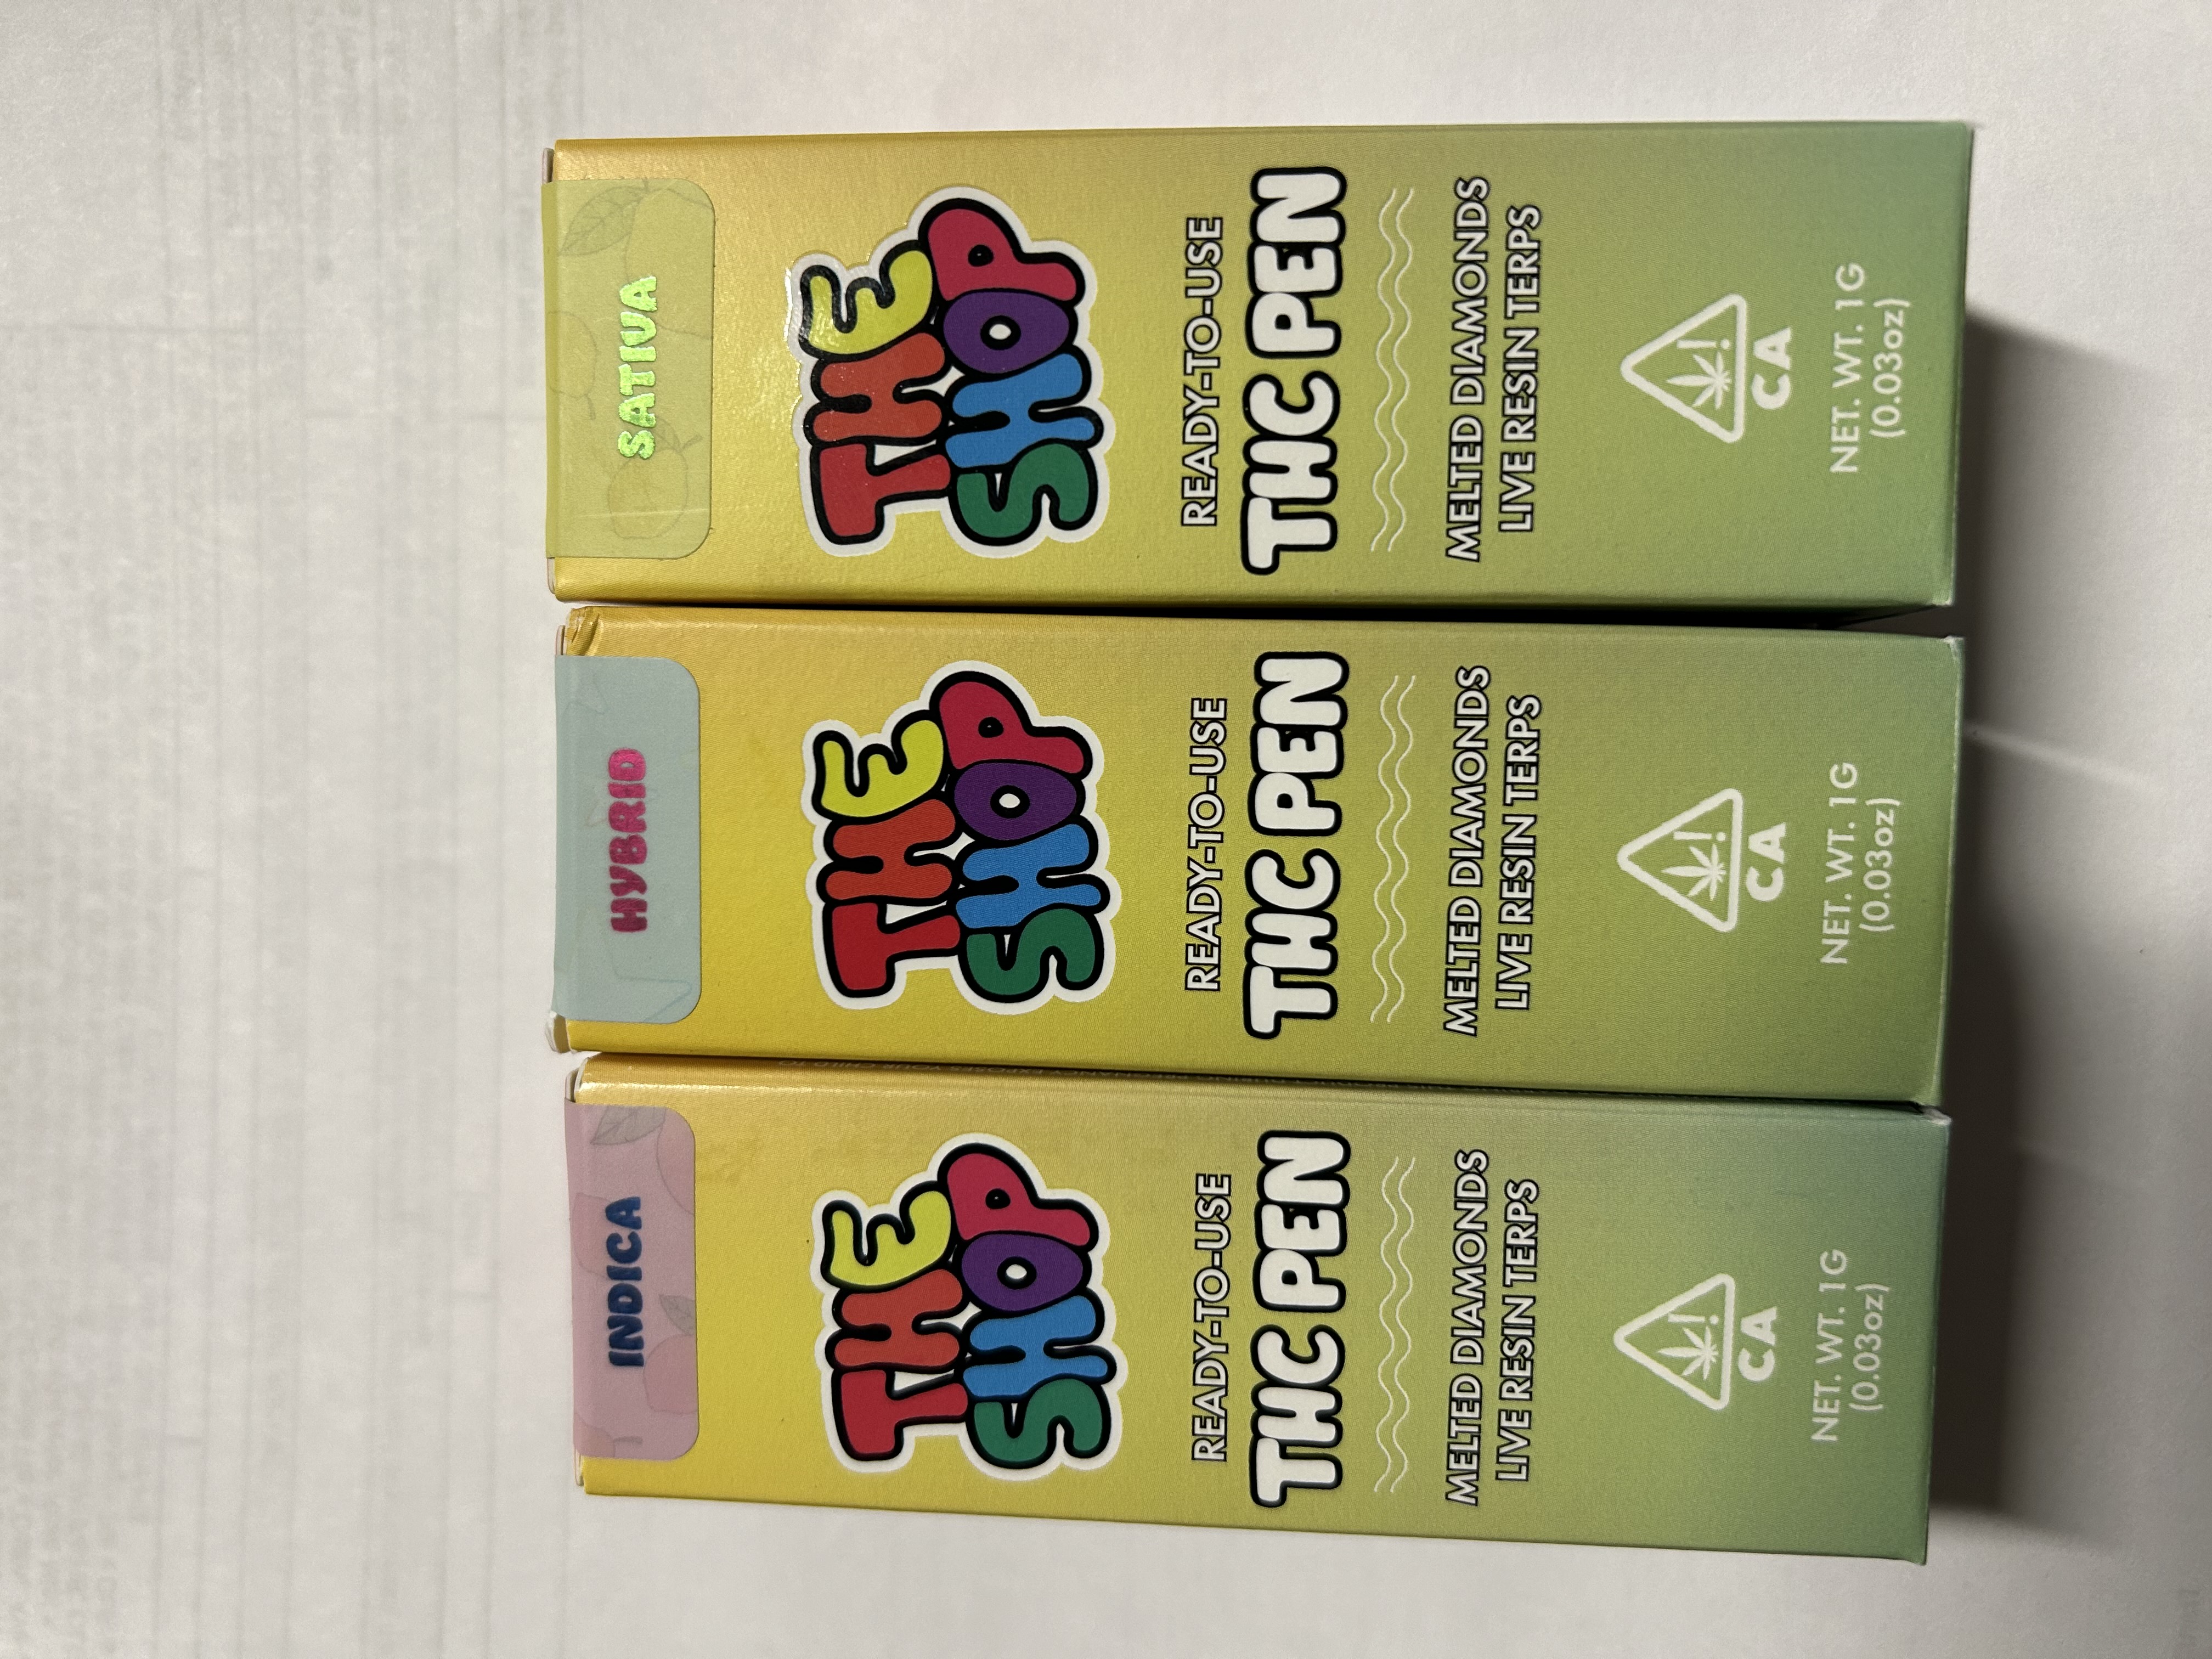 INDICA
THE
SHOP
READY-TO-USE
THC PEN
MELTED DIAMONDS
LIVE RESIN TERPS
CA
NET. WT. 1G
(0.03oz)
HYBRID
THE
SHOP
READY-TO-USE
THC PEN
MELTED DIAMONDS
LIVE RESIN TERPS
CA
NET. WT. 1G
(0.03oz)
SATIVA
THE
SHOP
READY-TO-USE
THC PEN
MELTED DIAMONDS
LIVE RESIN TERPS
CA
NET. WT. 1G
(0.03oz)